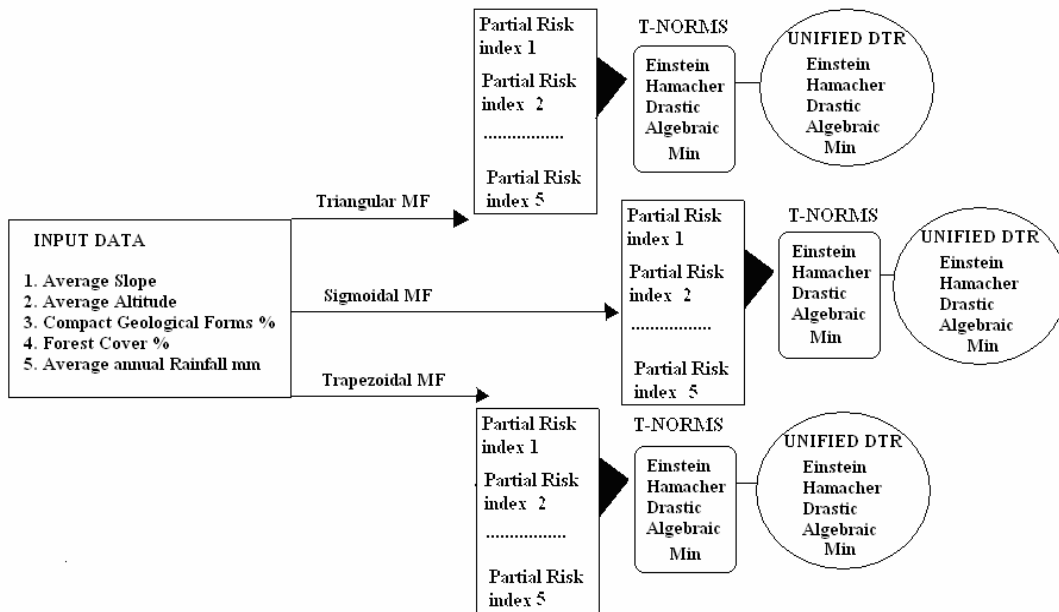 INPUT DATA
1. Average Slope
2. Average Altitude
3. Compact Geological Forms %
4. Forest Cover %
5. Average annual Rainfall mm
Triangular MF
Partial Risk
index 1
Partial Risk
index 2
..................
Partial Risk
index 5
T-NORMS
Einstein
Hamacher
Drastic
Algebraic
Min
UNIFIED DTR
Einstein
Hamacher
Drastic
Algebraic
Min
Sigmoidal MF
Partial Risk
index 1
Partial Risk
index 2
..................
Partial Risk
index 5
T-NORMS
Einstein
Hamacher
Drastic
Algebraic
Min
UNIFIED DTR
Einstein
Hamacher
Drastic
Algebraic
Min
Trapezoidal MF
Partial Risk
index 1
Partial Risk
index 2
..................
Partial Risk
index 5
T-NORMS
Einstein
Hamacher
Drastic
Algebraic
Min
UNIFIED DTR
Einstein
Hamacher
Drastic
Algebraic
Min